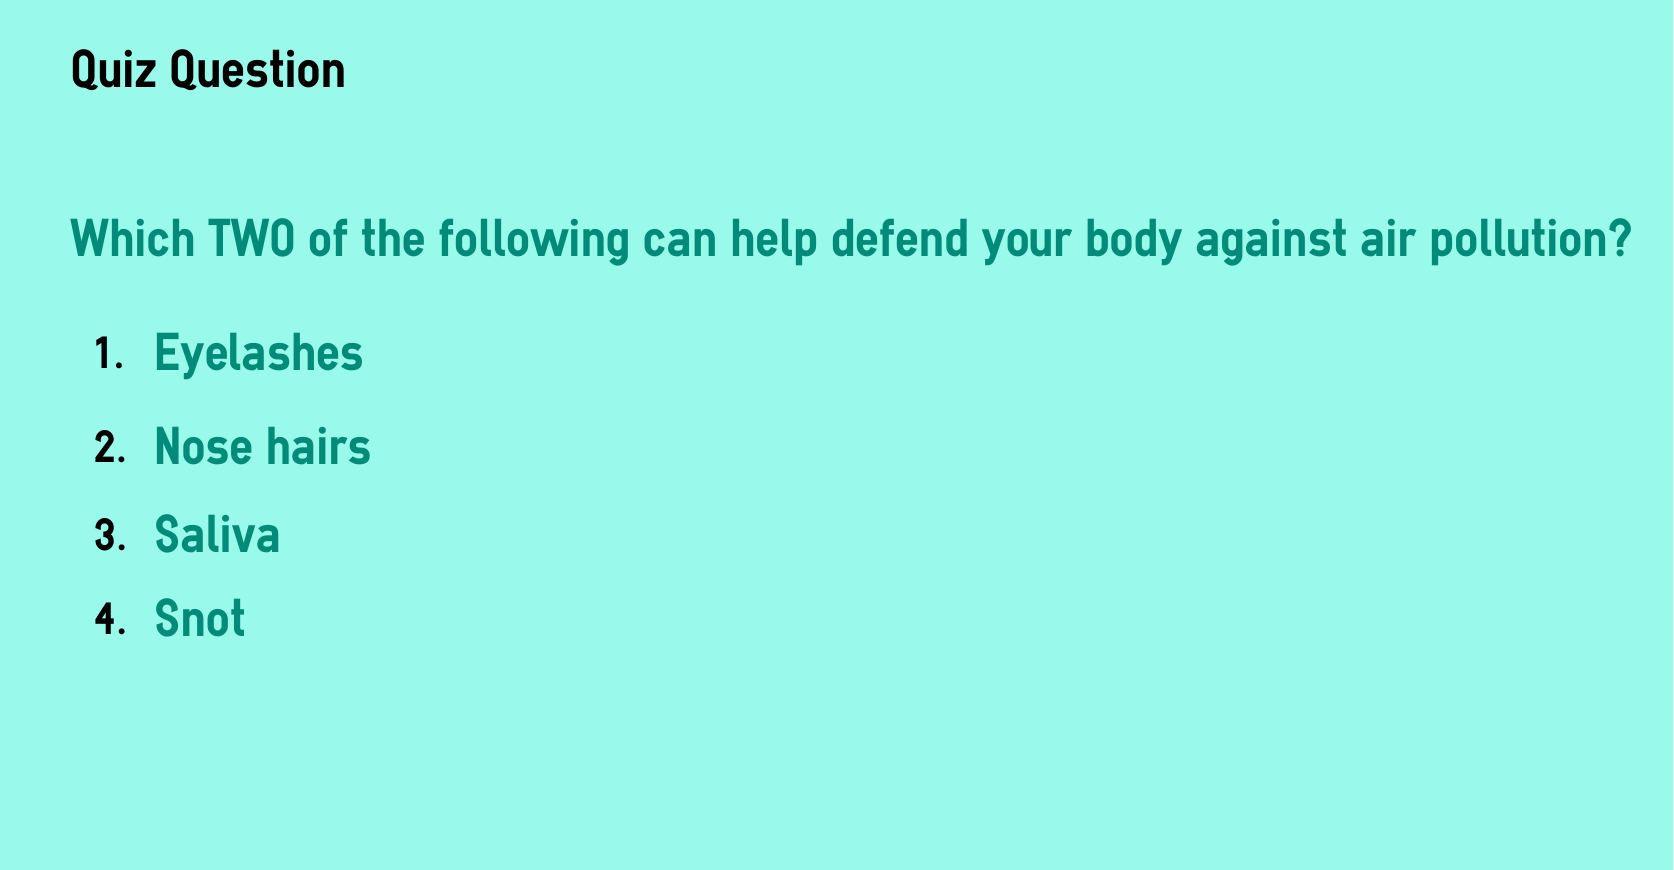 Quiz Question
Which TWO of the following can help defend your body against air pollution?
1. Eyelashes
2. Nose hairs
3. Saliva
4. Snot